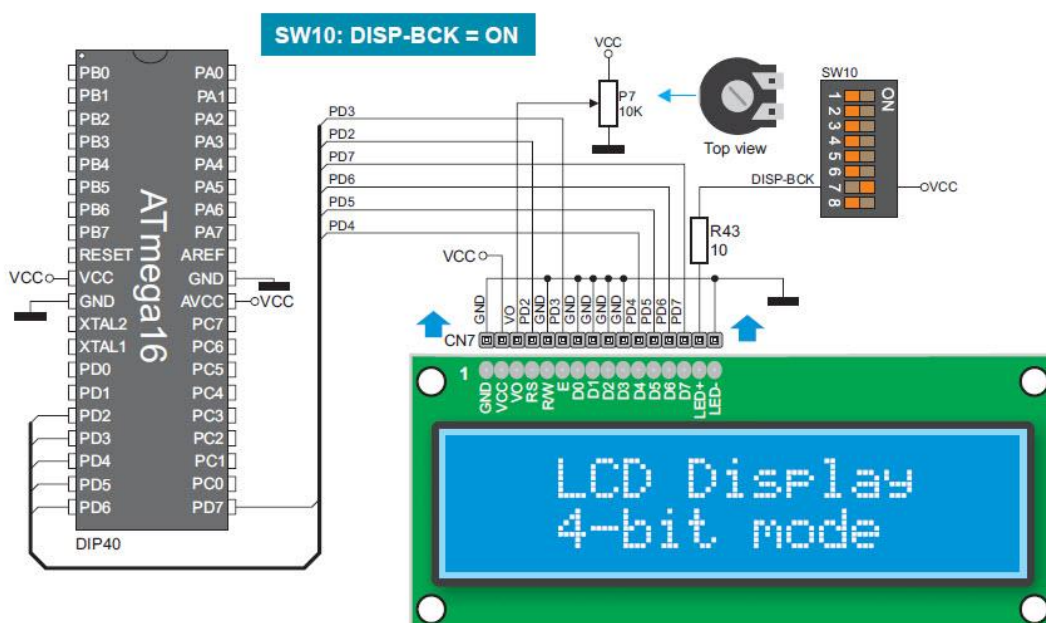 SW10: DISP-BCK = ON
VCC
P7
10K
Top view
SW10
ON
1
2
3
4
5
6
7
8
DISP-BCK
VCC
R43
10
PB0
PB1
PB2
PB3
PB4
PB5
PB6
PB7
RESET
VCC
GND
XTAL2
XTAL1
PD0
PD1
PD2
PD3
PD4
PD5
PD6
ATmega16
PA0
PA1
PA2
PA3
PA4
PA5
PA6
PA7
AREF
GND
AVCC
PC7
PC6
PC5
PC4
PC3
PC2
PC1
PC0
PD7
VCC
VCC
DIP40
PD3
PD2
PD7
PD6
PD5
PD4
VCC
GND
VO
PD2
GND
PD3
GND
GND
GND
GND
PD4
PD5
PD6
PD7
CN7
1
GND
VCC
VO
RS
R/W
E
D0
D1
D2
D3
D4
D5
D6
D7
LED+
LED-
LCD Display
4-bit mode